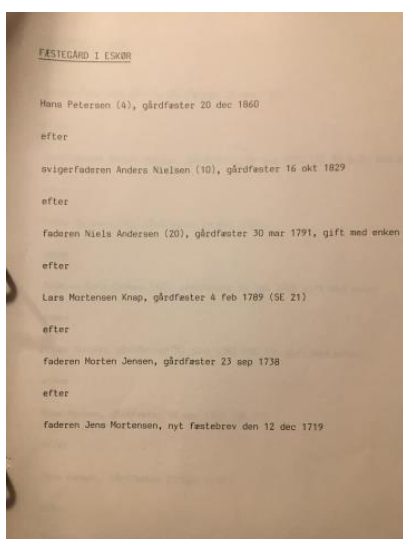 FÆSTEGÅRD I ESKØR
Hans Petersen (4), gårdfæster 20 dec 1860
efter
svigerfaderen Anders Nielsen (10), gårdfæster 16 okt 1829
efter
faderen Niels Andersen (20), gårdfæster 30 mar 1791, gift med enken
efter
Lars Mortensen Knap, gårdfæster 4 feb 1789 (SE 21)
efter
faderen Morten Jensen, gårdfæster 23 sep 1738
efter
faderen Jens Mortensen, nyt fæstebrev den 12 dec 1719